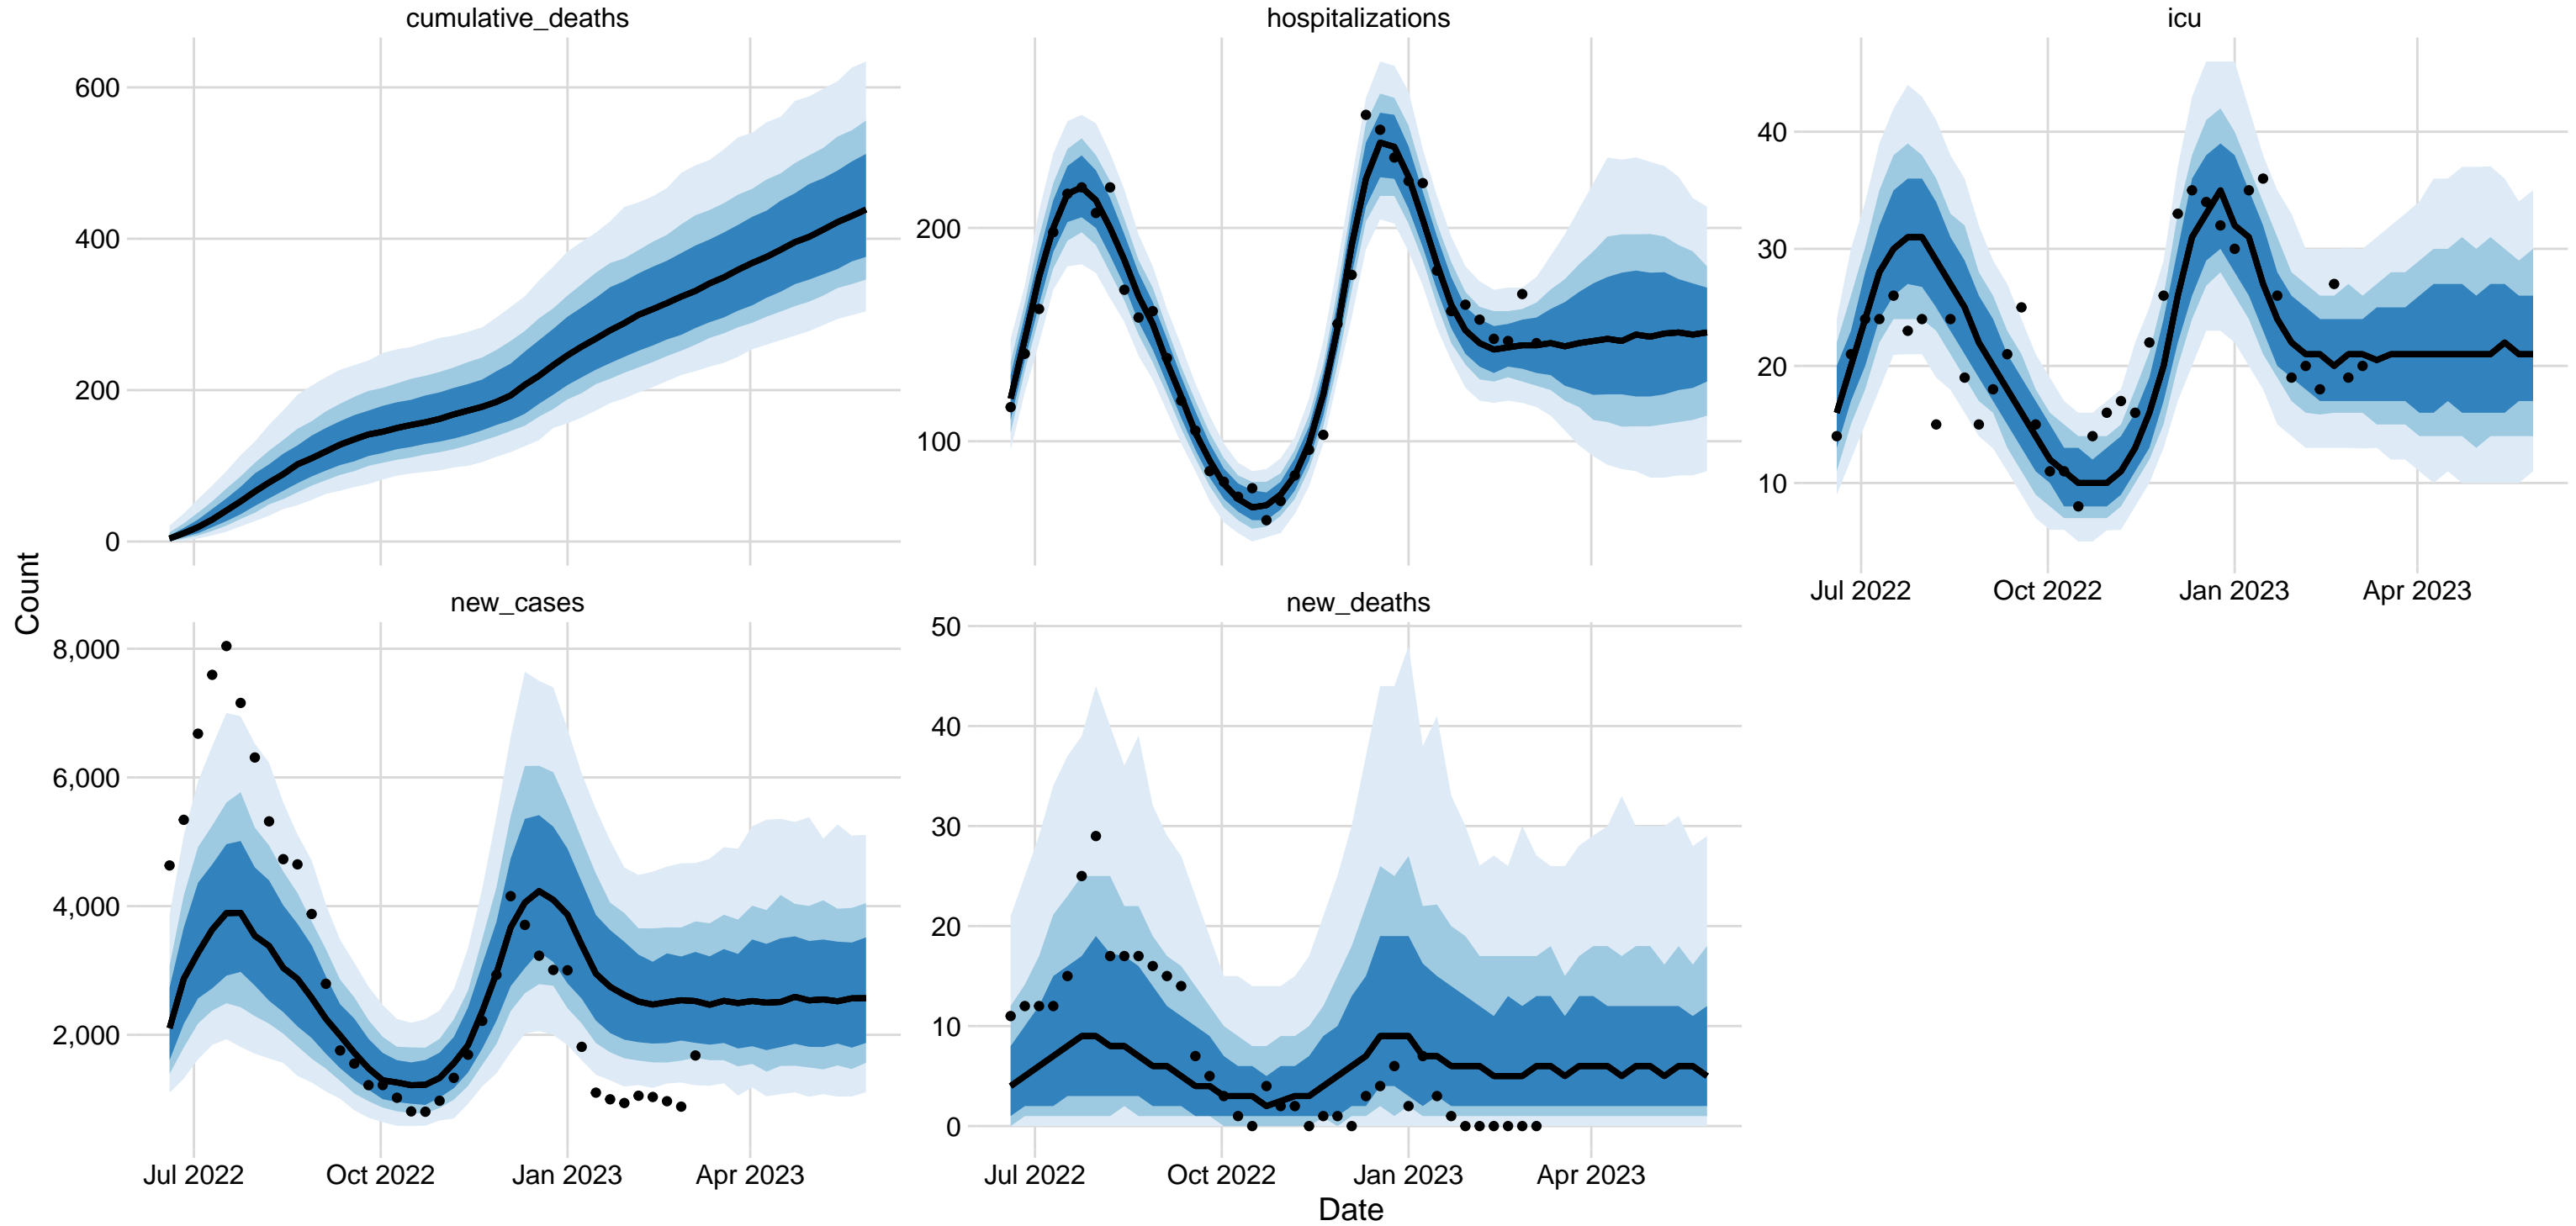 cumulative_deaths
hospitalizations
icu
600
400
200
0
200
100
40
30
20
10
Jul 2022
Oct 2022
Jan 2023
Apr 2023
Count
new_cases
new_deaths
8,000
6,000
4,000
2,000
50
40
30
20
10
0
Jul 2022
Oct 2022
Jan 2023
Apr 2023
Jul 2022
Oct 2022
Jan 2023
Apr 2023
Date